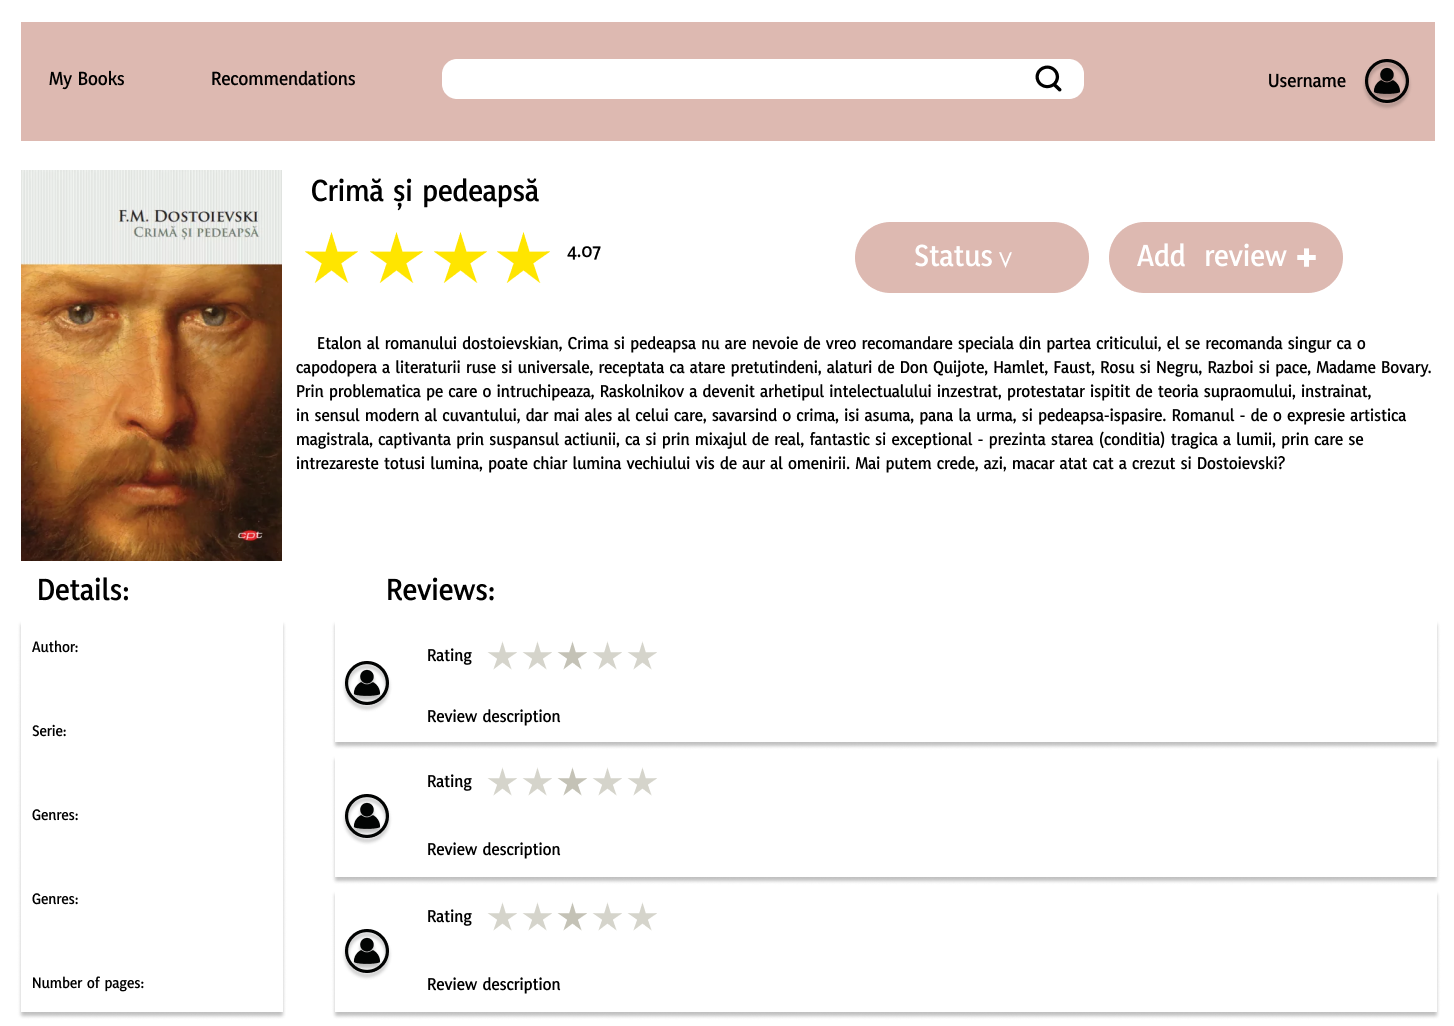 My Books
Recommendations
Username
F.M. Dostoievski
Crimă și pedeapsă
cpt
Crimă și pedeapsă
4.07
Status v
Add review +
Etalon al romanului dostoievskian, Crima si pedeapsa nu are nevoie de vreo recomandare speciala din partea criticului, el se recomanda singur ca o
capodopera a literaturii ruse si universale, receptata ca atare pretutindeni, alaturi de Don Quijote, Hamlet, Faust, Rosu si Negru, Razboi si pace, Madame Bovary.
Prin problematica pe care o intruchipeaza, Raskolnikov a devenit arhetipul intelectualului inzestrat, protestatar ispitit de teoria supraomului, instrainat,
in sensul modern al cuvantului, dar mai ales al celui care, savarsind o crima, isi asuma, pana la urma, si pedeapsa-ispasire. Romanul - de o expresie artistica
magistrala, captivanta prin suspansul actiunii, ca si prin mixajul de real, fantastic si exceptional - prezinta starea (conditia) tragica a lumii, prin care se
intrezareste totusi lumina, poate chiar lumina vechiului vis de aur al omenirii. Mai putem crede, azi, macar atat cat a crezut si Dostoievski?
Details:
Author:
Serie:
Genres:
Genres:
Number of pages:
Reviews:
Rating
Review description
Rating
Review description
Rating
Review description